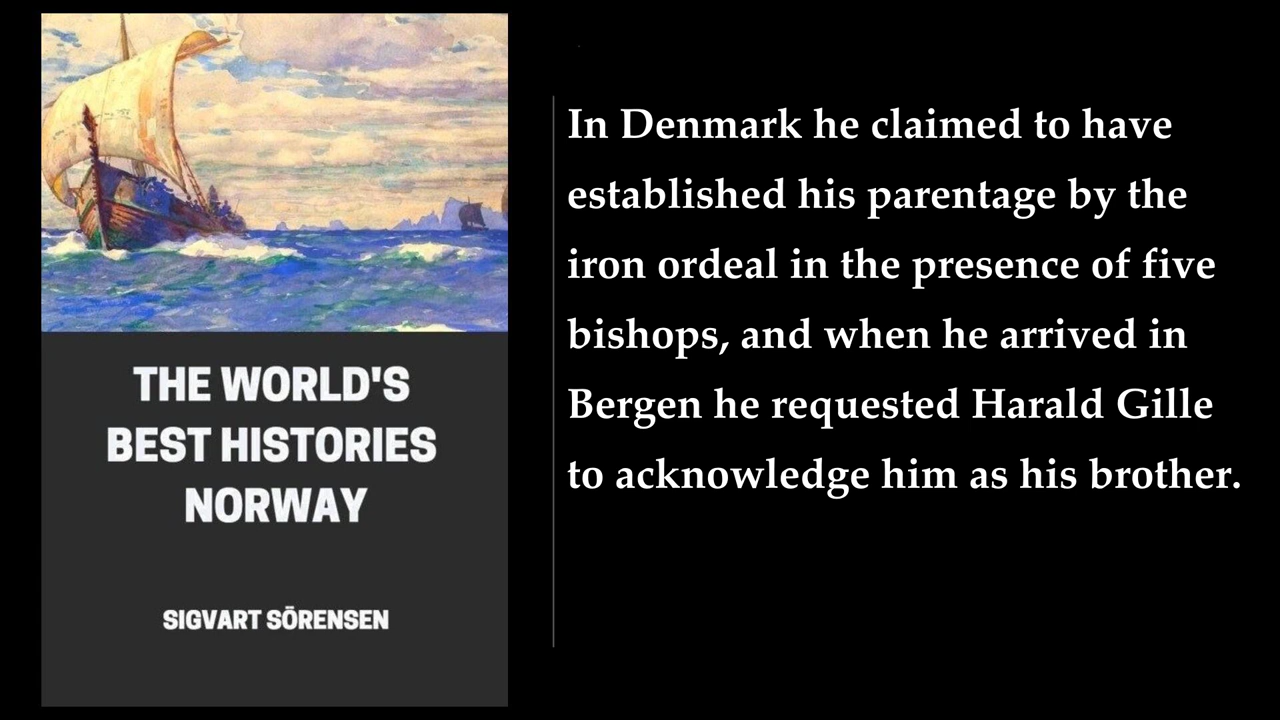 THE WORLD'S
BEST HISTORIES
NORWAY
SIGVART SÖRENSEN
In Denmark he claimed to have
established his parentage by the
iron ordeal in the presence of five
bishops, and when he arrived in
Bergen he requested Harald Gille
to acknowledge him as his brother.